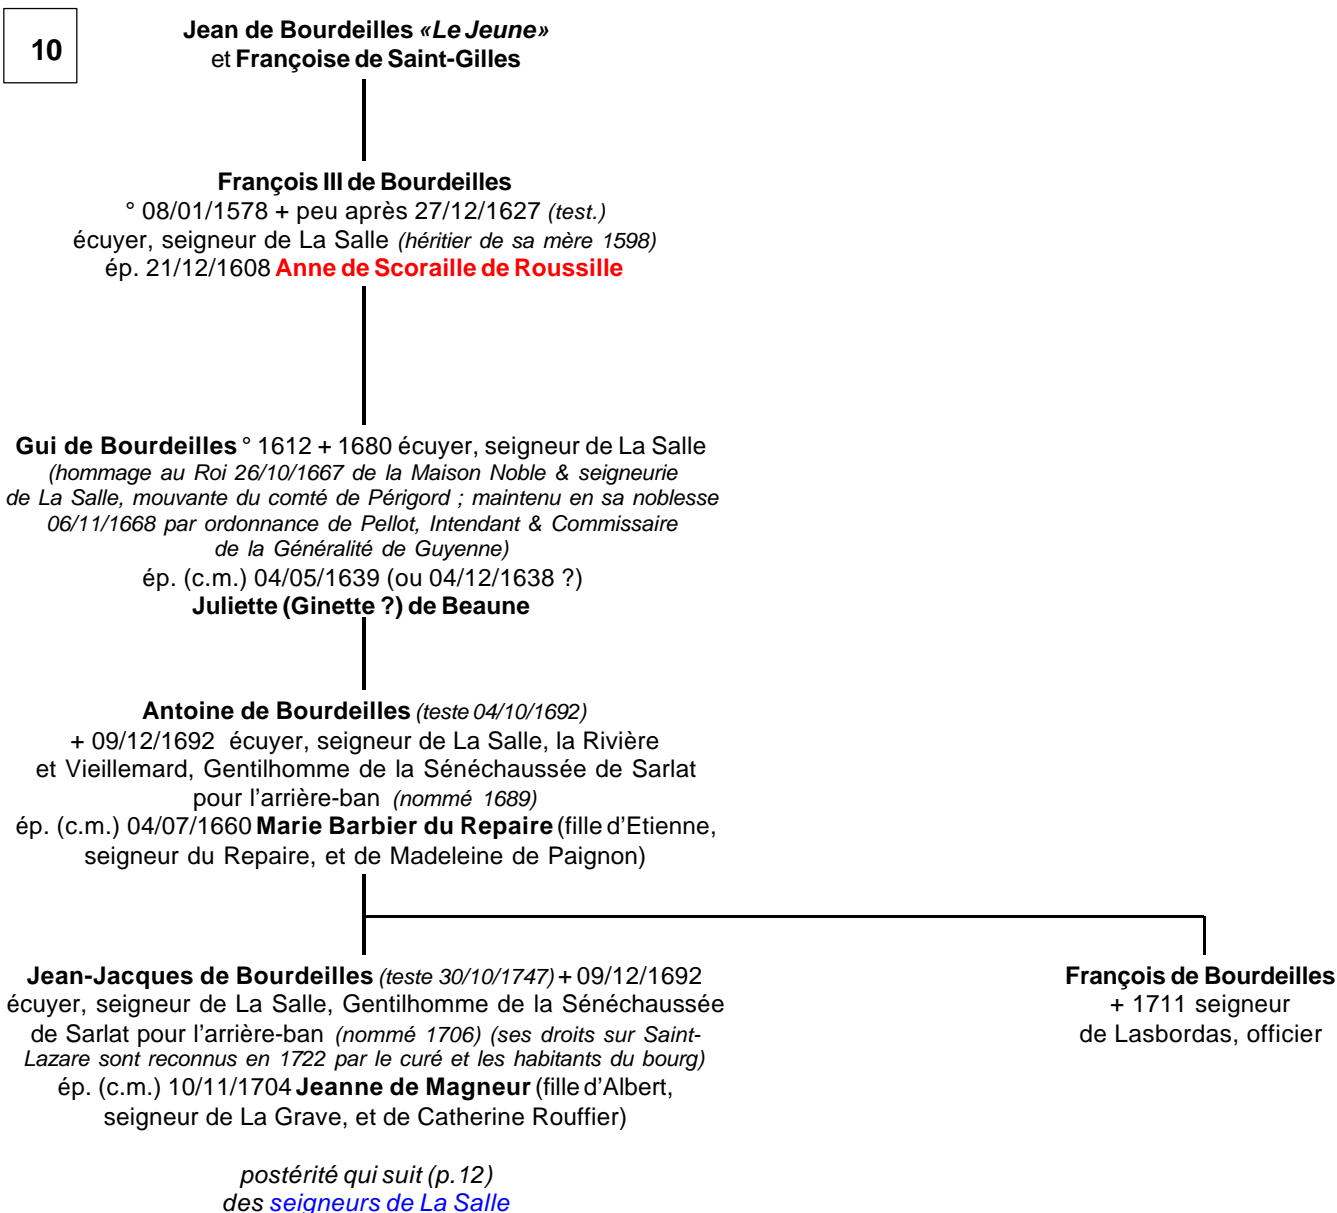 10
Jean de Bourdeilles «Le Jeune»
et Françoise de Saint-Gilles
François III de Bourdeilles
° 08/01/1578 + peu après 27/12/1627 (test.)
écuyer, seigneur de La Salle (héritier de sa mère 1598)
ép. 21/12/1608 Anne de Scoraille de Roussille
Gui de Bourdeilles ° 1612 + 1680 écuyer, seigneur de La Salle
(hommage au Roi 26/10/1667 de la Maison Noble & seigneurie
de La Salle, mouvante du comté de Périgord ; maintenu en sa noblesse
06/11/1668 par ordonnance de Pellot, Intendant & Commissaire
de la Généralité de Guyenne)
ép. (c.m.) 04/05/1639 (ou 04/12/1638 ?)
Juliette (Ginette ?) de Beaune
Antoine de Bourdeilles (teste 04/10/1692)
+ 09/12/1692 écuyer, seigneur de La Salle, la Rivière
et Vieillemard, Gentilhomme de la Sénéchaussée de Sarlat
pour l'arrière-ban (nommé 1689)
ép. (c.m.) 04/07/1660 Marie Barbier du Repaire (fille d'Etienne,
seigneur du Repaire, et de Madeleine de Paignon)
Jean-Jacques de Bourdeilles (teste 30/10/1747) + 09/12/1692
écuyer, seigneur de La Salle, Gentilhomme de la Sénéchaussée
de Sarlat pour l'arrière-ban (nommé 1706) (ses droits sur Saint-
Lazare sont reconnus en 1722 par le curé et les habitants du bourg)
ép. (c.m.) 10/11/1704 Jeanne de Magneur (fille d'Albert,
seigneur de La Grave, et de Catherine Rouffier)
postérité qui suit (p.12)
des seigneurs de La Salle
François de Bourdeilles
+ 1711 seigneur
de Lasbordas, officier